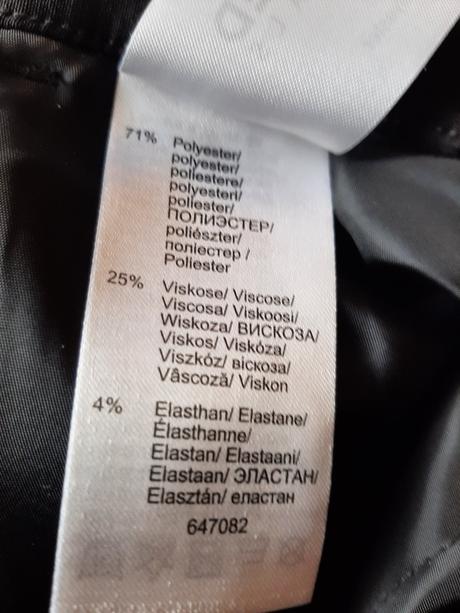 71% Polyester/
polyester/
poliestere/
polyesteri/
poliester/
ПОЛИЭСТЕР/
poliészter/
поліестер /
Poliester
25% Viskose/ Viscose/
Viscosa/ Viskoosi/
Wiskoza/ ВИСКОЗА/
Viskos/ Viskóza/
Viszkóz/ віскоза/
Vâscoză/ Viskon
4% Elasthan/ Elastane/
Élasthanne/
Elastan/ Elastaani/
Elastaan/ ЭЛАСТАН/
Elasztán/ еластан
647082